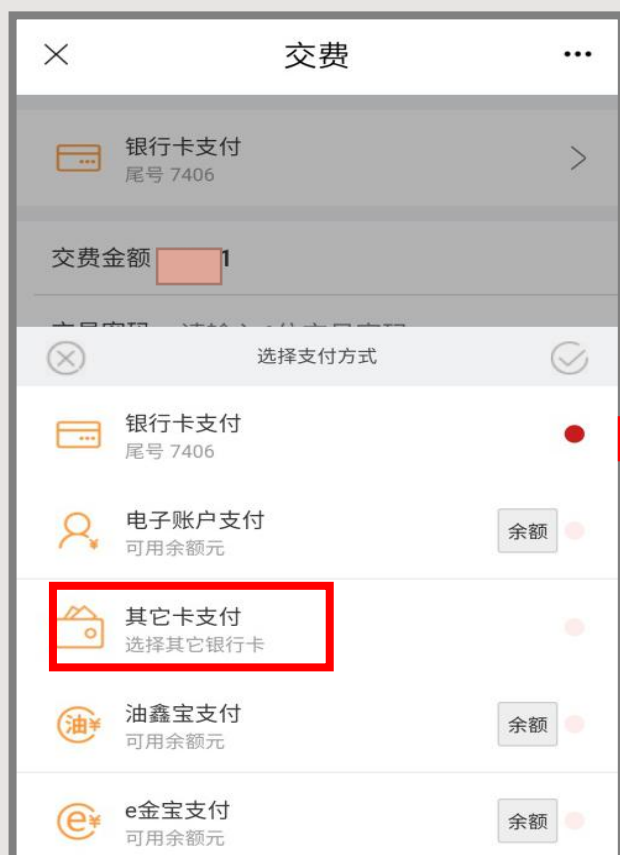 交费
银行卡支付
尾号 7406
交费金额 1
选择支付方式
银行卡支付
尾号 7406
电子账户支付
可用余额元
余额
其它卡支付
选择其它银行卡
油¥
油鑫宝支付
可用余额元
余额
e¥
e金宝支付
可用余额元
余额